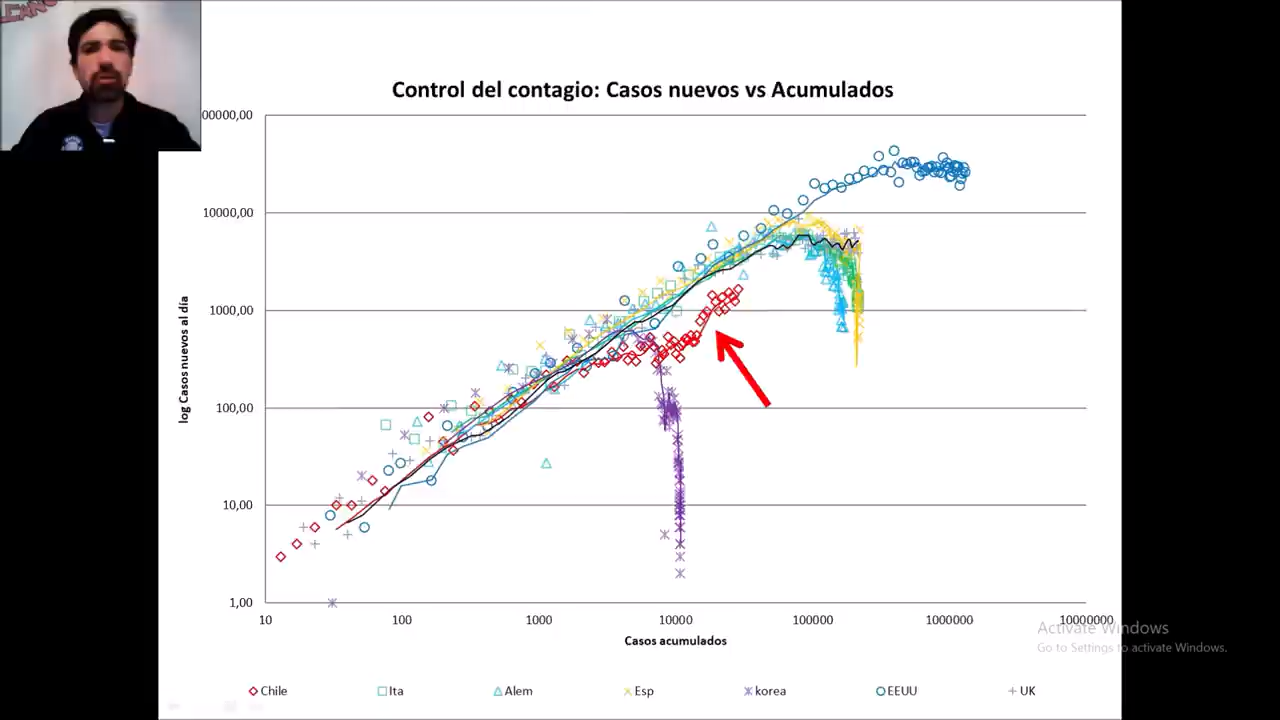 Control del contagio: Casos nuevos vs Acumulados
00000,00
10000,00
1000,00
100,00
10,00
1,00
log Casos nuevos al día
10 100 1000 10000 100000 1000000 10000000
Casos acumulados
Activate Windows
Go to Settings to activate Windows.
Chile Ita Alem Esp korea EEUU UK